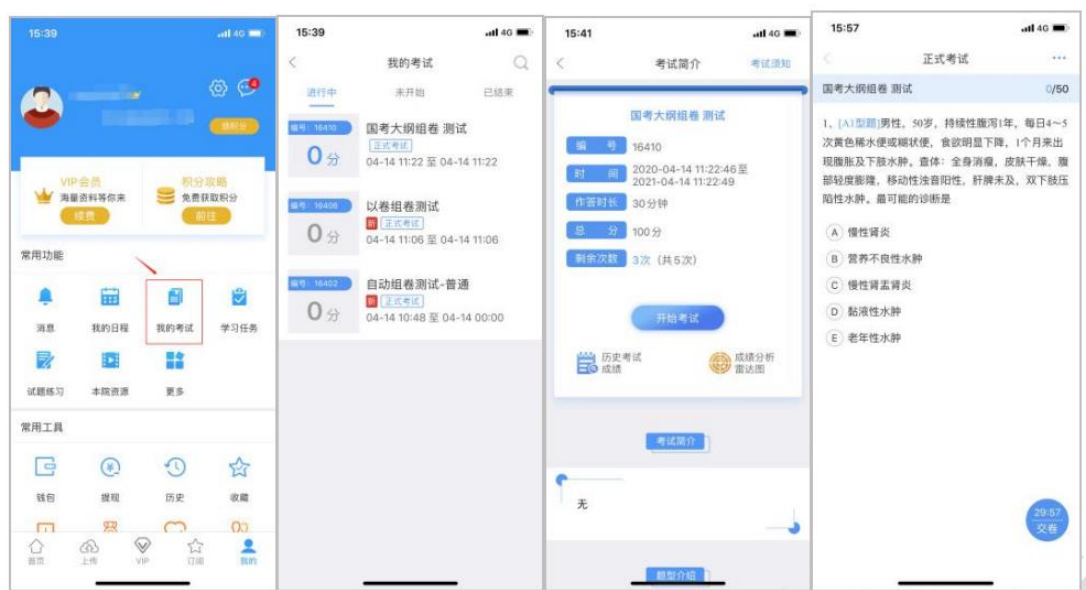 15:39
4G
4
赚积分
VIP会员
海量资料等你来
续费
积分攻略
免费获取积分
前往
常用功能
消息
我的日程
我的考试
学习任务
试题练习
本院资源
更多
常用工具
钱包
提现
历史
收藏
首页
上传
VIP
订阅
我的
15:39
4G
我的考试
进行中
未开始
已结束
编号: 16410
0分
国考大纲组卷 测试
正式考试
04-14 11:22 至 04-14 11:22
编号: 16406
0分
以卷组卷测试
新 正式考试
04-14 11:06 至 04-14 11:06
编号: 16402
0分
自动组卷测试-普通
新 正式考试
04-14 10:48 至 04-14 00:00
15:41
4G
考试简介
考试须知
国考大纲组卷 测试
编 号 16410
时 间 2020-04-14 11:22:46至
2021-04-14 11:22:49
作答时长 30分钟
总 分 100分
剩余次数 3次（共5次）
开始考试
历史考试
成绩
成绩分析
雷达图
考试简介
无
题型介绍
15:57
4G
正式考试
国考大纲组卷 测试
0/50
1、[A1型题]男性，50岁，持续性腹泻1年，每日4～5
次黄色稀水便或糊状便，食欲明显下降，1个月来出
现腹胀及下肢水肿。查体：全身消瘦，皮肤干燥，腹
部轻度膨隆，移动性浊音阳性，肝脾未及，双下肢压
陷性水肿。最可能的诊断是
A 慢性肾炎
B 营养不良性水肿
C 慢性肾盂肾炎
D 黏液性水肿
E 老年性水肿
29:57
交卷